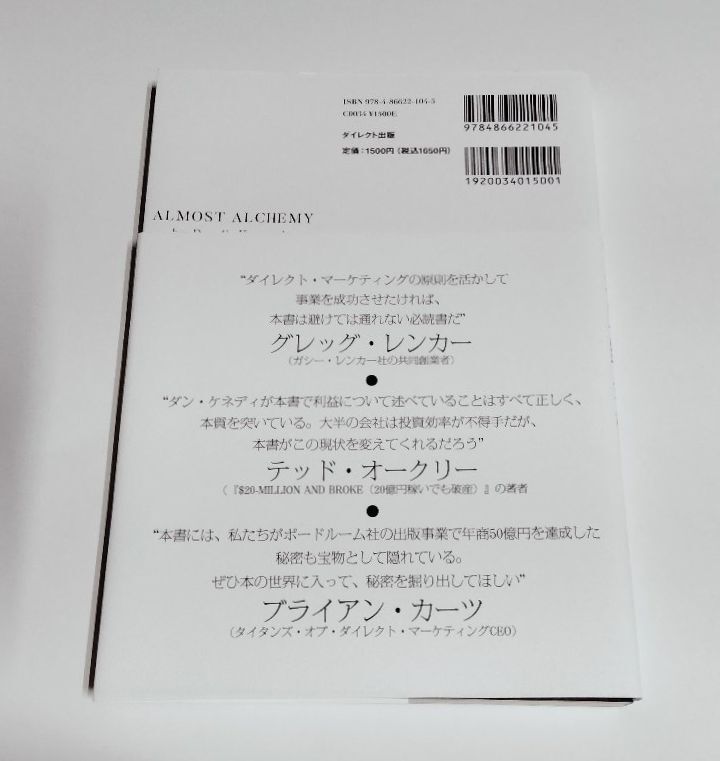 ISBN 978-4-86622-104-5
C0034 ¥1500E
ダイレクト出版
定価:1500円(税込1650円)
9784866221045
1920034015001
ALMOST ALCHEMY
“ダイレクト・マーケティングの原則を活かして
事業を成功させたければ、
本書は避けては通れない必読書だ”
グレッグ・レンカー
(ガシー・レンカー社の共同創業者)
●
“ダン・ケネディが本書で利益について述べていることはすべて正しく、
本質を突いている。大半の会社は投資効率が不得手だが、
本書がこの現状を変えてくれるだろう”
テッド・オークリー
(『$20-MILLION AND BROKE(20億円稼いでも破産)』の著者
●
“本書には、私たちがボードルーム社の出版事業で年商50億円を達成した
秘密も宝物として隠れている。
ぜひ本の世界に入って、秘密を掘り出してほしい”
ブライアン・カーツ
(タイタンズ・オブ・ダイレクト・マーケティングCEO)